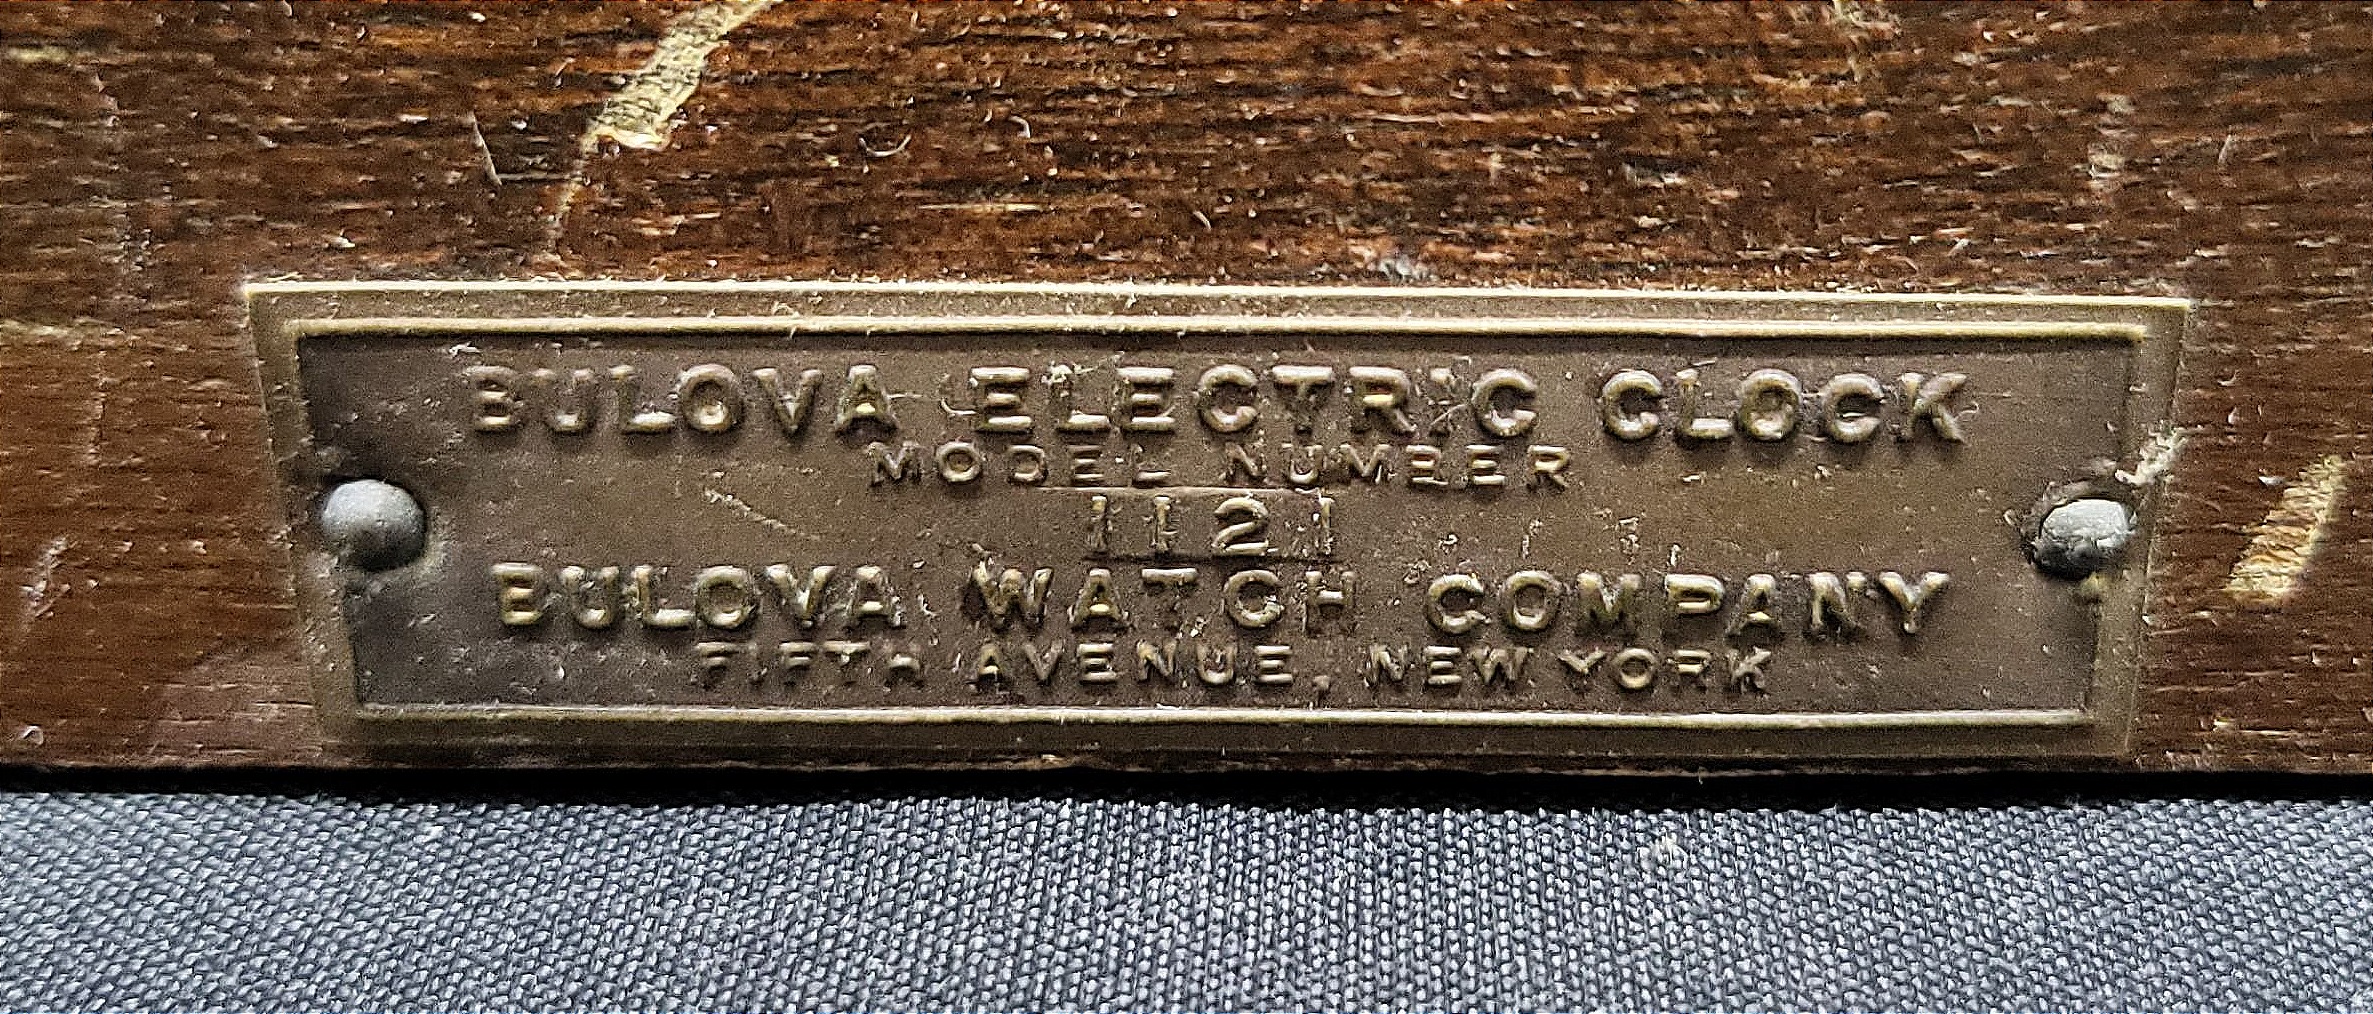 BULOVA ELECTRIC CLOCK
MODEL NUMBER
1121
BULOVA WATCH COMPANY
FIFTH AVENUE, NEW YORK